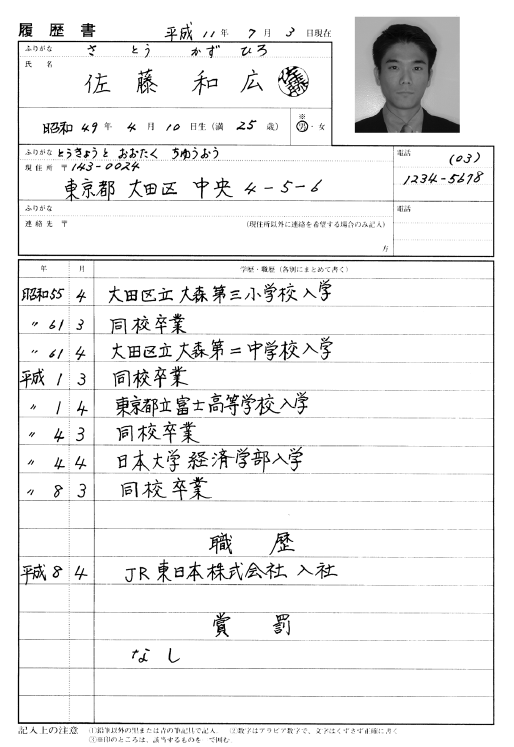 履歴書 平成 11年 7月 3日現在
ふりがな さとう かずひろ
氏名 佐藤和広 佐藤
昭和 49年 4月 10日生(満 25歳) ※男・女
ふりがな とうきょうと おおたく ちゅうおう
現住所 〒143-0024
東京都 大田区 中央 4-5-6
電話 (03)
1234-5678
ふりがな
連絡先 〒 (現住所以外に連絡を希望する場合のみ記入)
方
電話
年 月 学歴・職歴(各別にまとめて書く)
昭和55 4 大田区立大森第三小学校入学
〃 61 3 同校卒業
〃 61 4 大田区立大森第二中学校入学
平成 1 3 同校卒業
〃 1 4 東京都立富士高等学校入学
〃 4 3 同校卒業
〃 4 4 日本大学 経済学部入学
〃 8 3 同校卒業
職歴
平成 8 4 JR東日本株式会社 入社
賞罰
なし
記入上の注意 ①鉛筆以外の黒または青の筆記具で記入。 ②数字はアラビア数字で、文字はくずさず正確に書く。
③※印のところは、該当するものを で囲む。